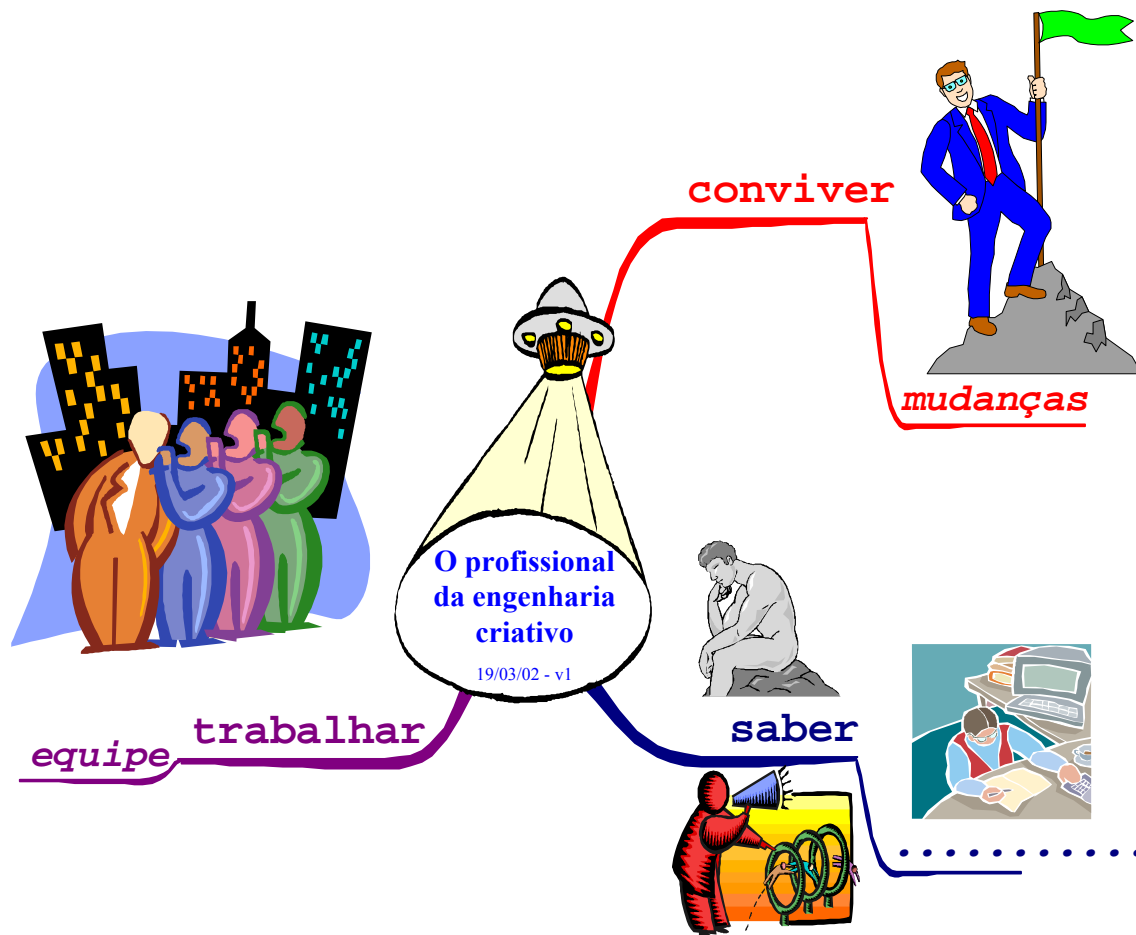 conviver
mudanças
O profissional
da engenharia
criativo
19/03/02 - v1
trabalhar
equipe
saber
..............